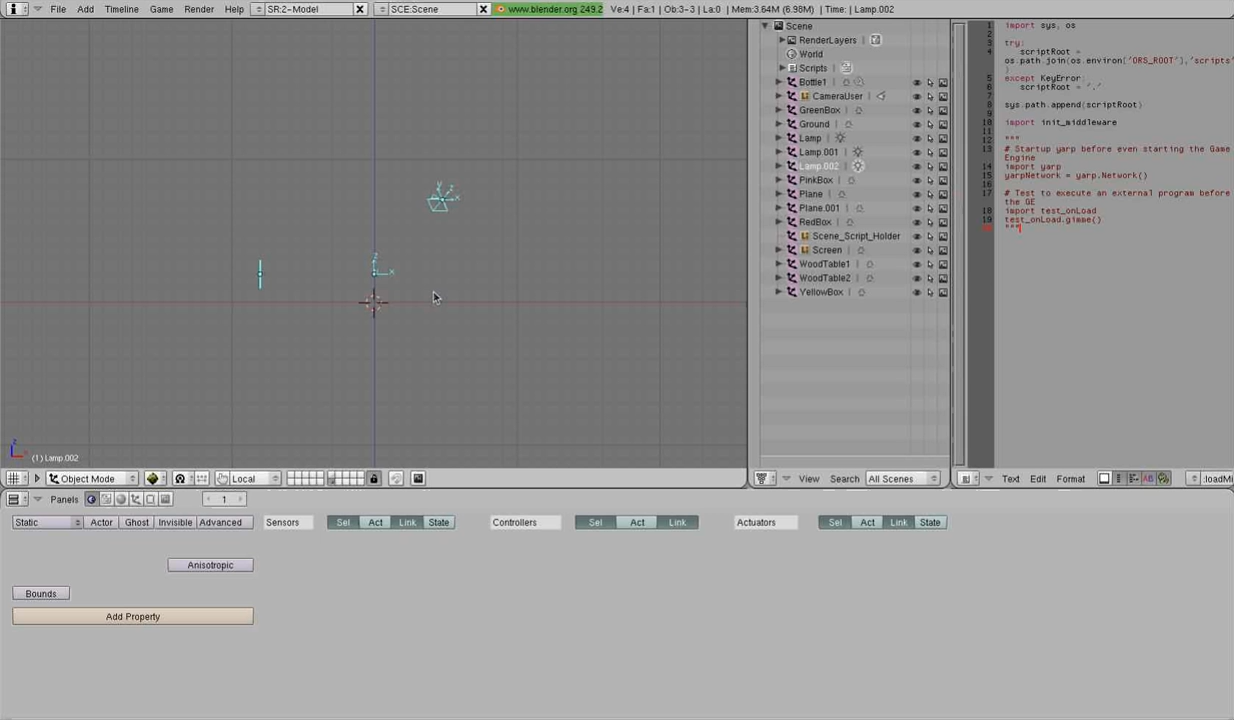 File Add Timeline Game Render Help SR:2-Model SCE:Scene www.blender.org 249.2 Ve:4 | Fa:1 | Ob:3-3 | La:0 | Mem:3.64M (6.98M) | Time: | Lamp.002
Scene
RenderLayers
World
Scripts
Bottle1
CameraUser
GreenBox
Ground
Lamp
Lamp.001
Lamp.002
PinkBox
Plane
Plane.001
RedBox
Scene_Script_Holder
Screen
WoodTable1
WoodTable2
YellowBox
1 import sys, os
2
3 try:
4 scriptRoot =
os.path.join(os.environ['ORS_ROOT'],'scripts'
)
5 except KeyError:
6 scriptRoot = '.'
7
8 sys.path.append(scriptRoot)
9
10 import init_middleware
11
12 """
13 # Startup yarp before even starting the Game
Engine
14 import yarp
15 yarpNetwork = yarp.Network()
16
17 # Test to execute an external program before
the GE
18 import test_onLoad
19 test_onLoad.gimme()
"""
z
x
(1) Lamp.002
Object Mode Local
View Search All Scenes
Text Edit Format
Panels 1
Static Actor Ghost Invisible Advanced Sensors Sel Act Link State Controllers Sel Act Link Actuators Sel Act Link State
Anisotropic
Bounds
Add Property